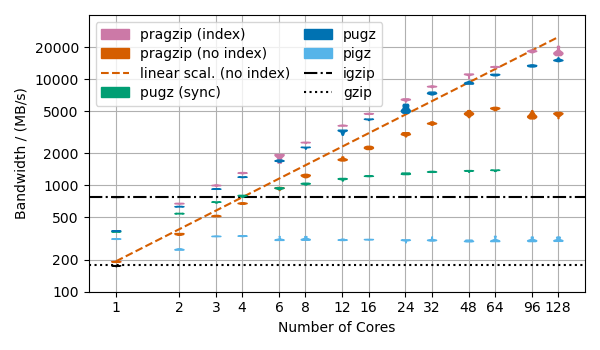 pragzip (index)
pragzip (no index)
linear scal. (no index)
pugz (sync)
pugz
pigz
igzip
gzip
20000
10000
5000
2000
1000
500
200
100
Bandwidth / (MB/s)
1 2 3 4 6 8 12 16 24 32 48 64 96 128
Number of Cores